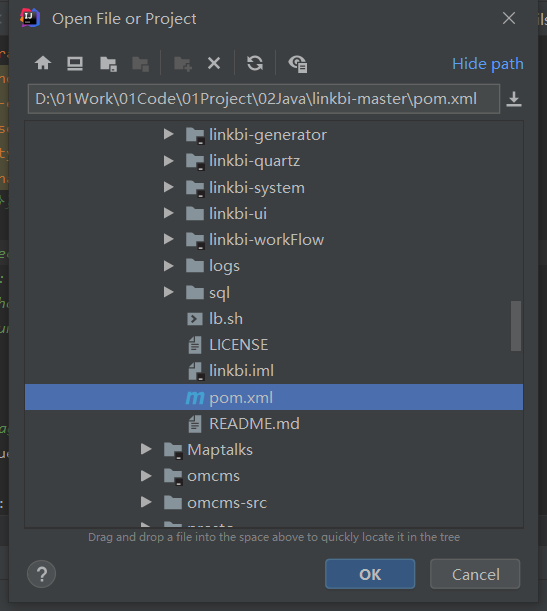 Open File or Project
Hide path
D:\01Work\01Code\01Project\02Java\linkbi-master\pom.xml
linkbi-generator
linkbi-quartz
linkbi-system
linkbi-ui
linkbi-workFlow
logs
sql
lb.sh
LICENSE
linkbi.iml
pom.xml
README.md
Maptalks
omcms
omcms-src
Drag and drop a file into the space above to quickly locate it in the tree
?
OK
Cancel